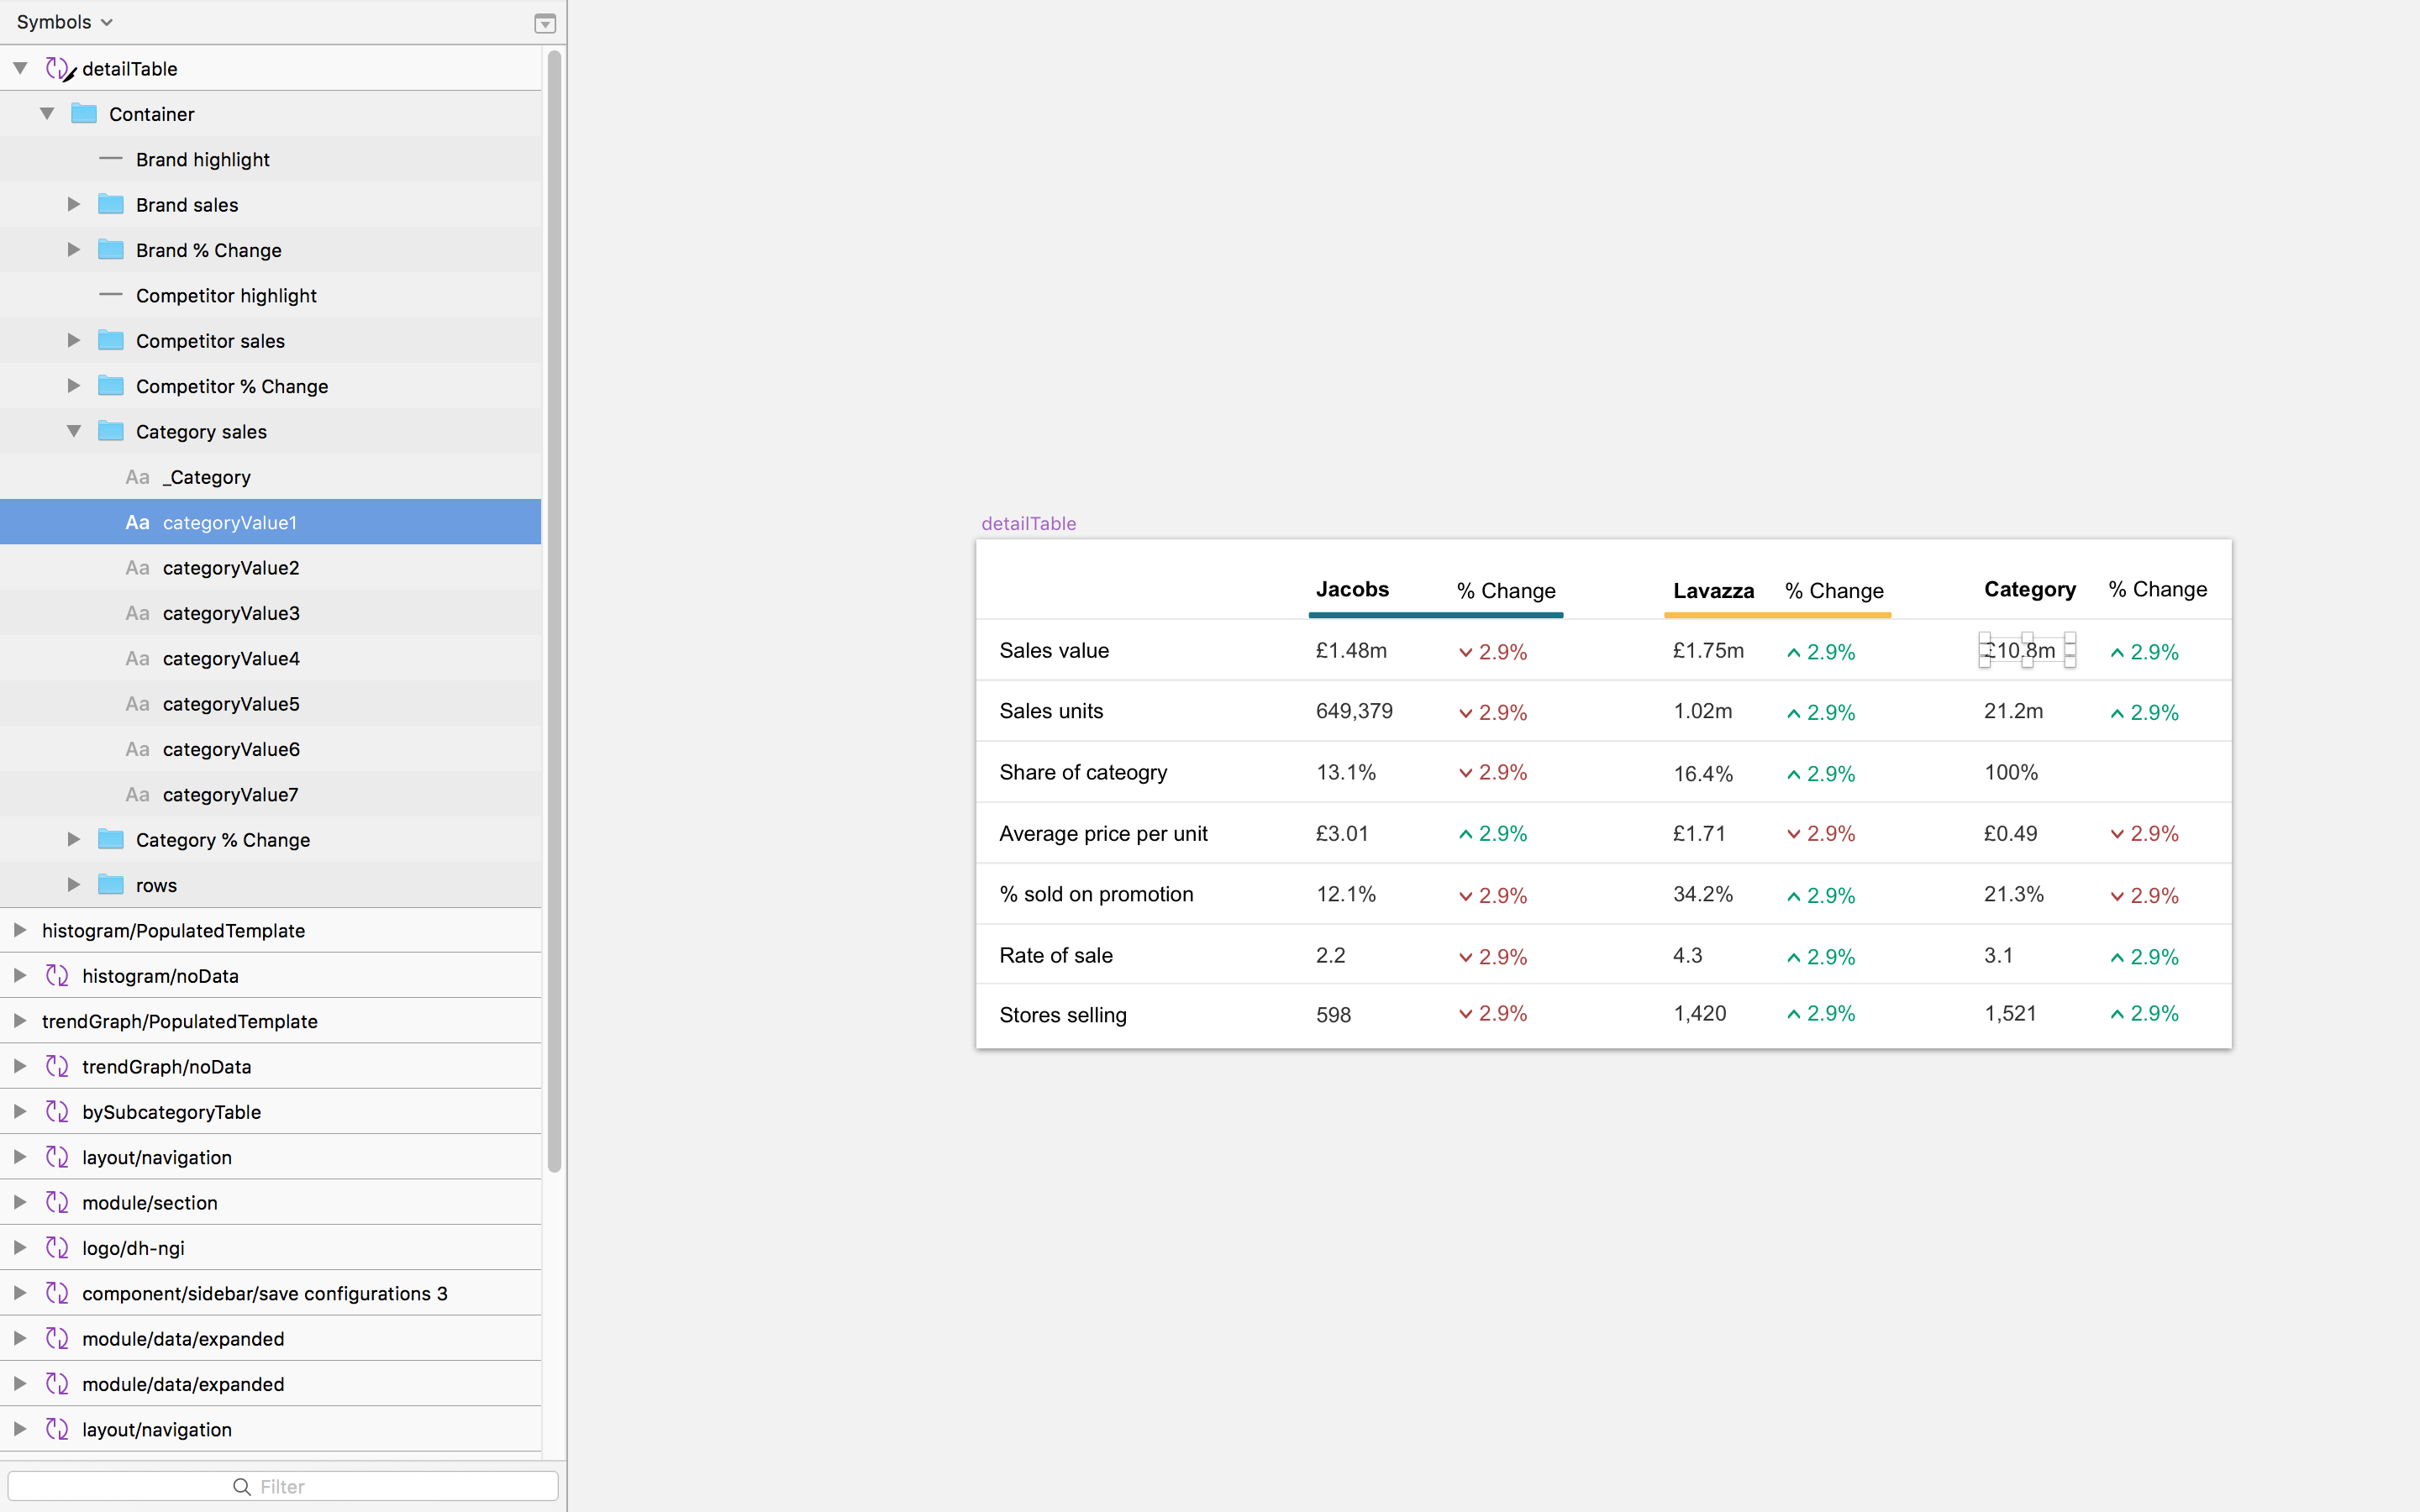 Symbols
detailTable
Container
Brand highlight
Brand sales
Brand % Change
Competitor highlight
Competitor sales
Competitor % Change
Category sales
Aa _Category
Aa categoryValue1
Aa categoryValue2
Aa categoryValue3
Aa categoryValue4
Aa categoryValue5
Aa categoryValue6
Aa categoryValue7
Category % Change
rows
histogram/PopulatedTemplate
histogram/noData
trendGraph/PopulatedTemplate
trendGraph/noData
bySubcategoryTable
layout/navigation
module/section
logo/dh-ngi
component/sidebar/save configurations 3
module/data/expanded
module/data/expanded
layout/navigation
Filter
detailTable
Jacobs % Change Lavazza % Change Category % Change
Sales value £1.48m 2.9% £1.75m 2.9% £10.8m 2.9%
Sales units 649,379 2.9% 1.02m 2.9% 21.2m 2.9%
Share of cateogry 13.1% 2.9% 16.4% 2.9% 100%
Average price per unit £3.01 2.9% £1.71 2.9% £0.49 2.9%
% sold on promotion 12.1% 2.9% 34.2% 2.9% 21.3% 2.9%
Rate of sale 2.2 2.9% 4.3 2.9% 3.1 2.9%
Stores selling 598 2.9% 1,420 2.9% 1,521 2.9%